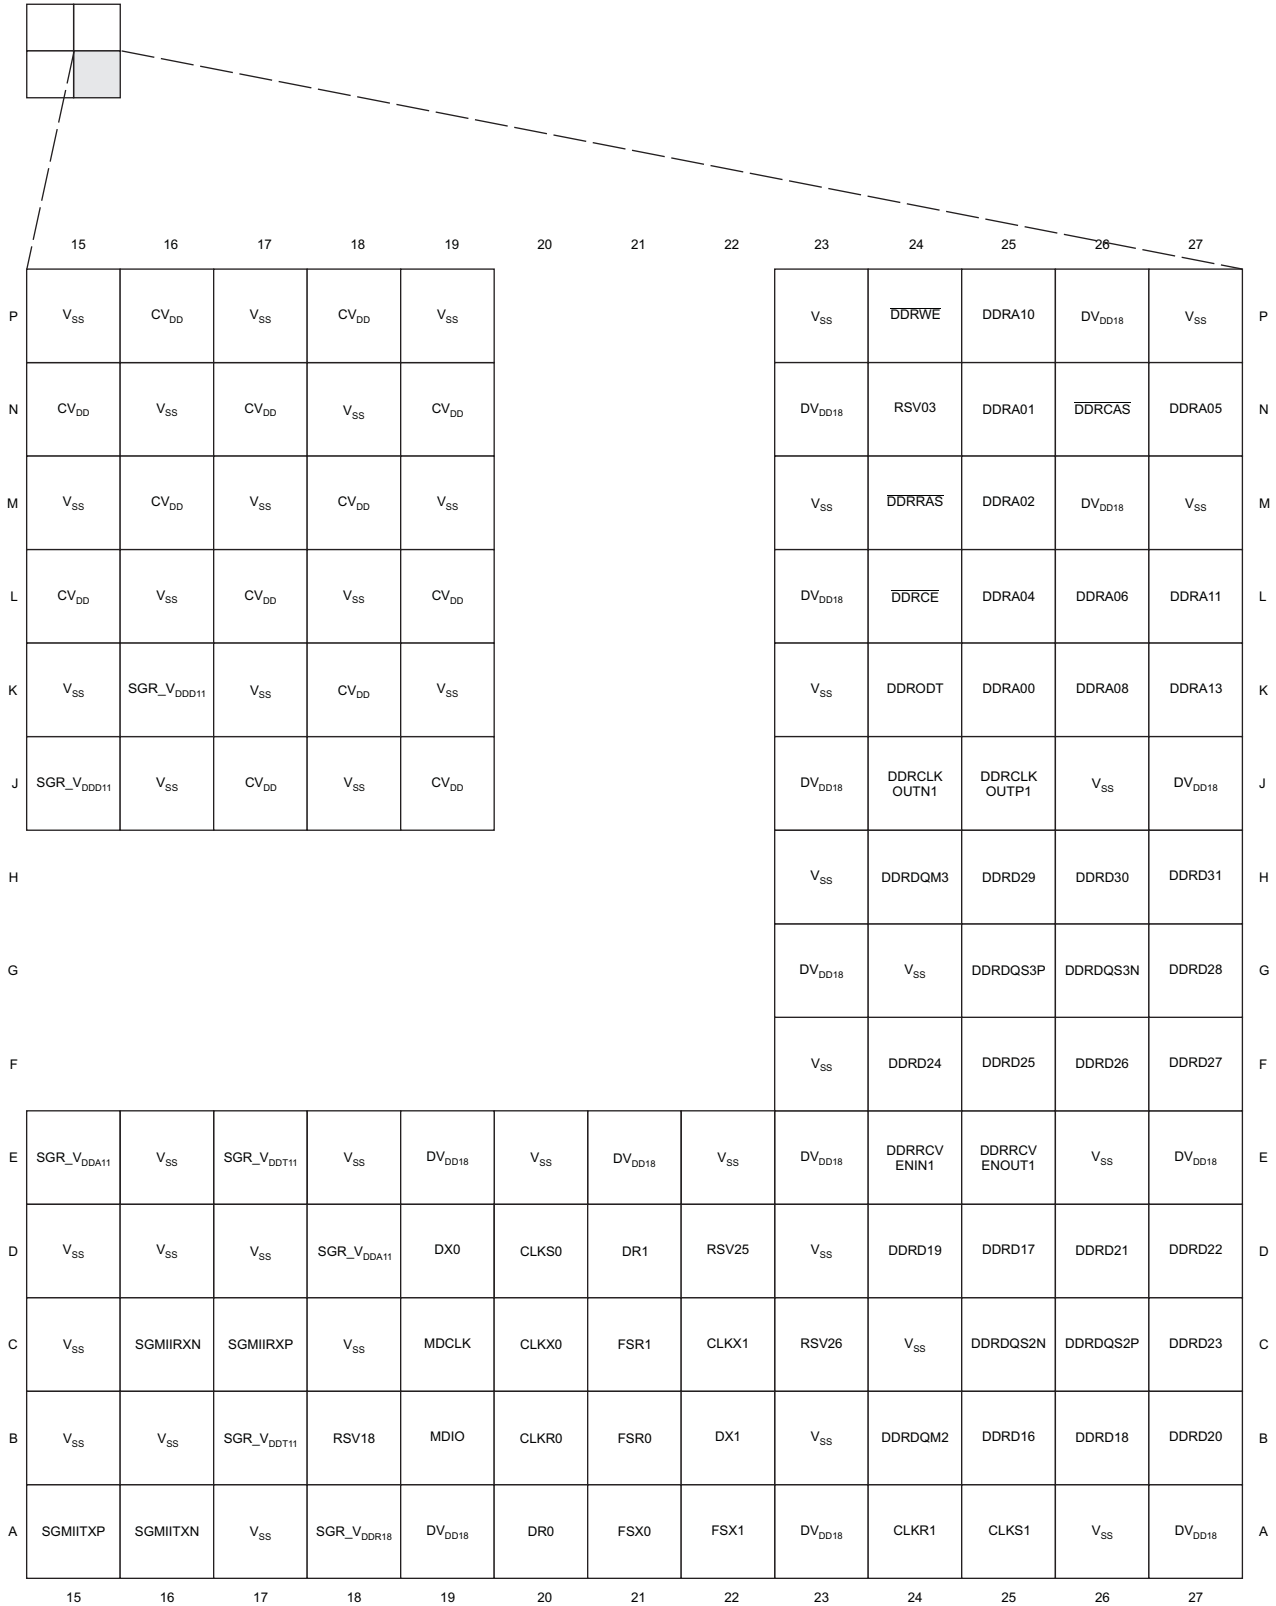 15 16 17 18 19 20 21 22 23 24 25 26 27
P VSS CVDD VSS CVDD VSS VSS DDRWE DDRA10 DVDD18 VSS P
N CVDD VSS CVDD VSS CVDD DVDD18 RSV03 DDRA01 DDRCAS DDRA05 N
M VSS CVDD VSS CVDD VSS VSS DDRRAS DDRA02 DVDD18 VSS M
L CVDD VSS CVDD VSS CVDD DVDD18 DDRCE DDRA04 DDRA06 DDRA11 L
K VSS SGR_VDDD11 VSS CVDD VSS VSS DDRODT DDRA00 DDRA08 DDRA13 K
J SGR_VDDD11 VSS CVDD VSS CVDD DVDD18 DDRCLK OUTN1 DDRCLK OUTP1 VSS DVDD18 J
H VSS DDRDQM3 DDRD29 DDRD30 DDRD31 H
G DVDD18 VSS DDRDQS3P DDRDQS3N DDRD28 G
F VSS DDRD24 DDRD25 DDRD26 DDRD27 F
E SGR_VDDA11 VSS SGR_VDDT11 VSS DVDD18 VSS DVDD18 VSS DVDD18 DDRRCV ENIN1 DDRRCV ENOUT1 VSS DVDD18 E
D VSS VSS VSS SGR_VDDA11 DX0 CLKS0 DR1 RSV25 VSS DDRD19 DDRD17 DDRD21 DDRD22 D
C VSS SGMIIRXN SGMIIRXP VSS MDCLK CLKX0 FSR1 CLKX1 RSV26 VSS DDRDQS2N DDRDQS2P DDRD23 C
B VSS VSS SGR_VDDT11 RSV18 MDIO CLKR0 FSR0 DX1 VSS DDRDQM2 DDRD16 DDRD18 DDRD20 B
A SGMIITXP SGMIITXN VSS SGR_VDDR18 DVDD18 DR0 FSX0 FSX1 DVDD18 CLKR1 CLKS1 VSS DVDD18 A
15 16 17 18 19 20 21 22 23 24 25 26 27